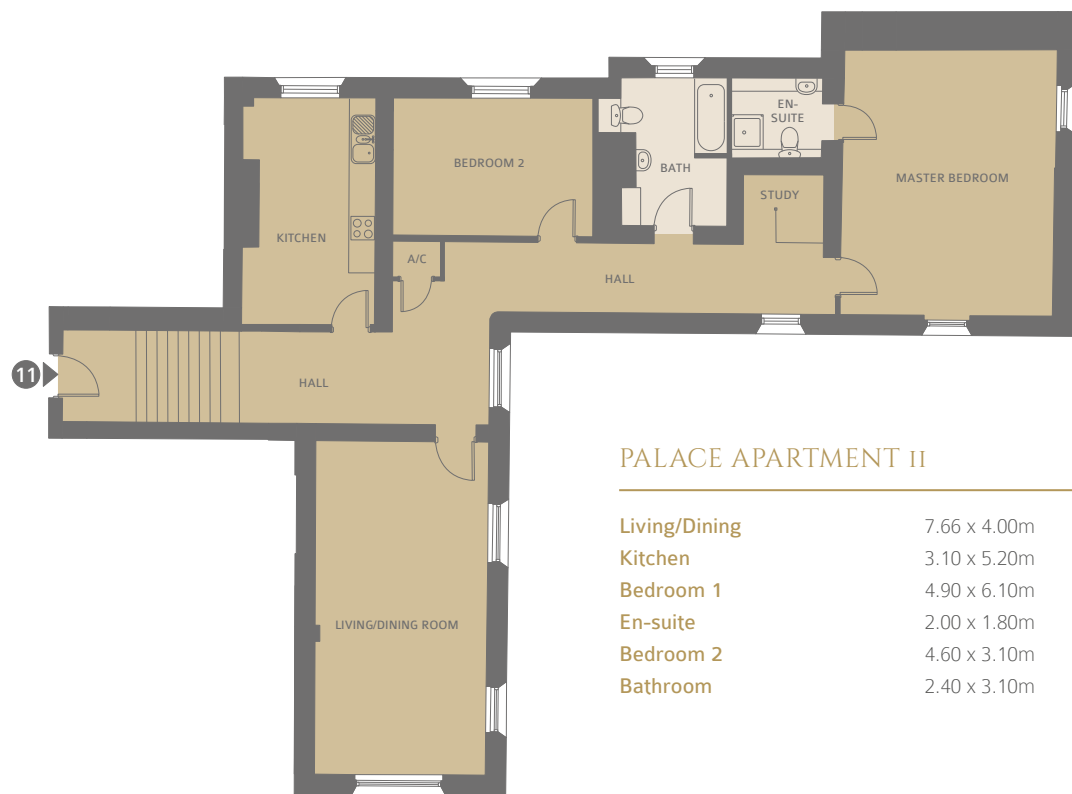 EN-
SUITE
BEDROOM 2
BATH
MASTER BEDROOM
STUDY
KITCHEN
A/C
HALL
11
HALL
LIVING/DINING ROOM
PALACE APARTMENT 11
Living/Dining 7.66 x 4.00m
Kitchen 3.10 x 5.20m
Bedroom 1 4.90 x 6.10m
En-suite 2.00 x 1.80m
Bedroom 2 4.60 x 3.10m
Bathroom 2.40 x 3.10m